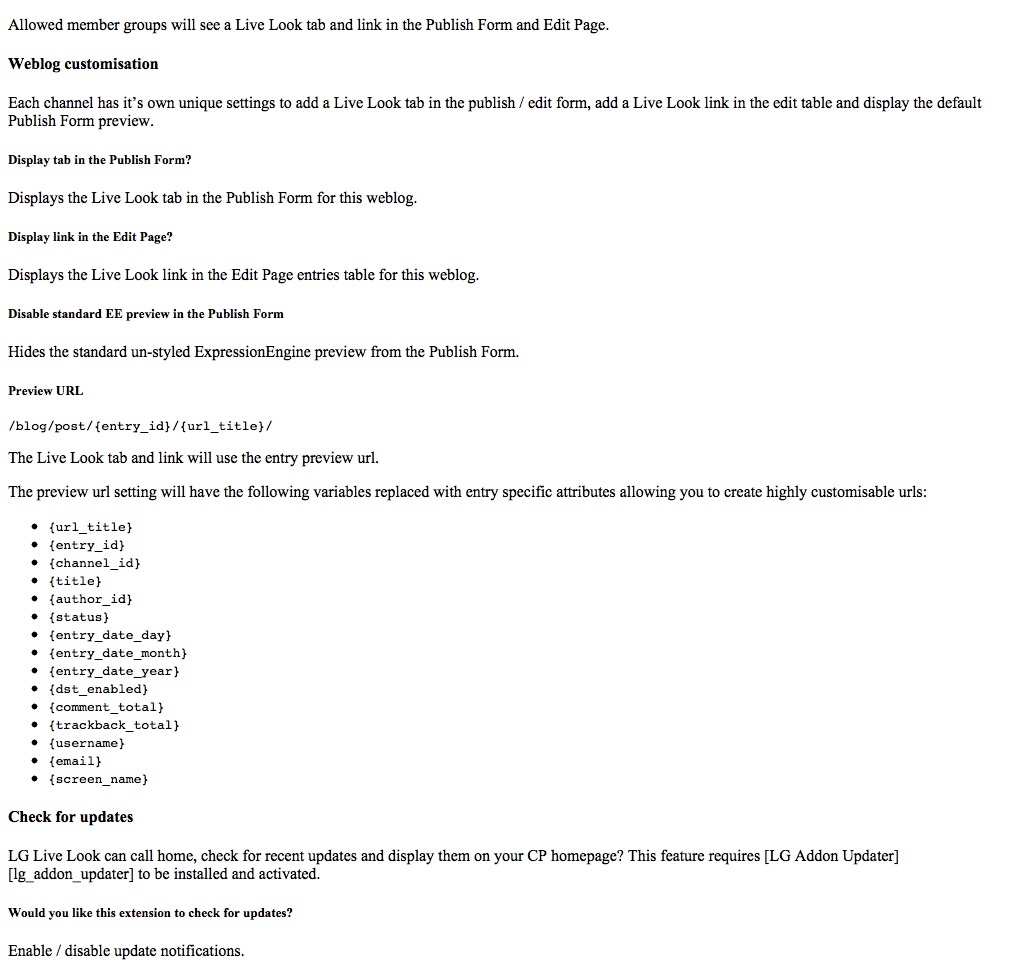 Allowed member groups will see a Live Look tab and link in the Publish Form and Edit Page.
Weblog customisation
Each channel has it’s own unique settings to add a Live Look tab in the publish / edit form, add a Live Look link in the edit table and display the default
Publish Form preview.
Display tab in the Publish Form?
Displays the Live Look tab in the Publish Form for this weblog.
Display link in the Edit Page?
Displays the Live Look link in the Edit Page entries table for this weblog.
Disable standard EE preview in the Publish Form
Hides the standard un-styled ExpressionEngine preview from the Publish Form.
Preview URL
/blog/post/{entry_id}/{url_title}/
The Live Look tab and link will use the entry preview url.
The preview url setting will have the following variables replaced with entry specific attributes allowing you to create highly customisable urls:
• {url_title}
• {entry_id}
• {channel_id}
• {title}
• {author_id}
• {status}
• {entry_date_day}
• {entry_date_month}
• {entry_date_year}
• {dst_enabled}
• {comment_total}
• {trackback_total}
• {username}
• {email}
• {screen_name}
Check for updates
LG Live Look can call home, check for recent updates and display them on your CP homepage? This feature requires [LG Addon Updater]
[lg_addon_updater] to be installed and activated.
Would you like this extension to check for updates?
Enable / disable update notifications.